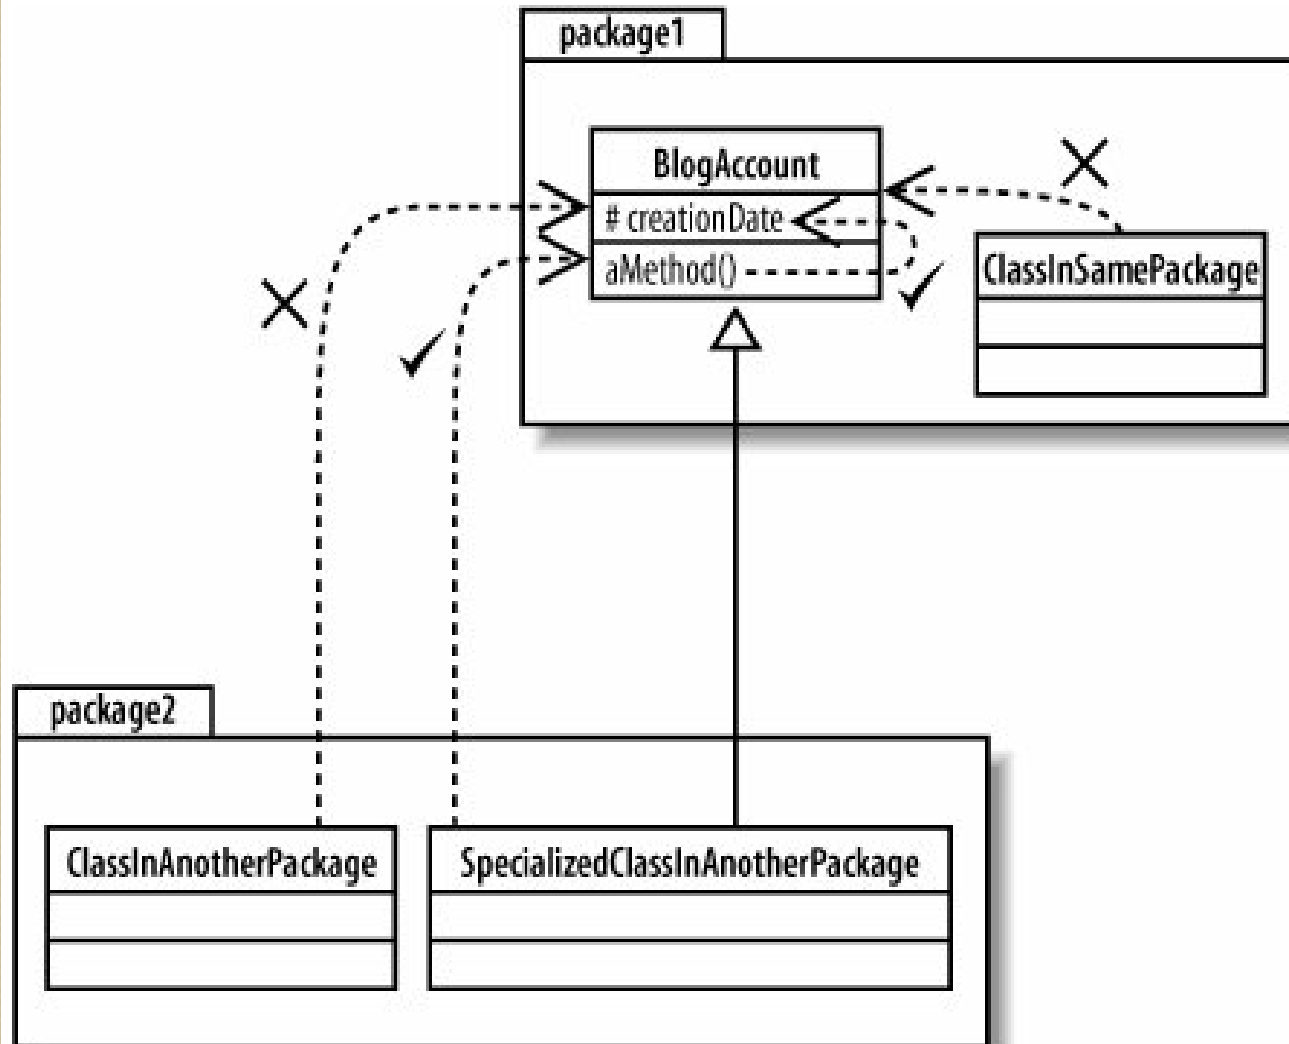 package1
BlogAccount
# creationDate
aMethod()
ClassInSamePackage
package2
ClassInAnotherPackage
SpecializedClassInAnotherPackage